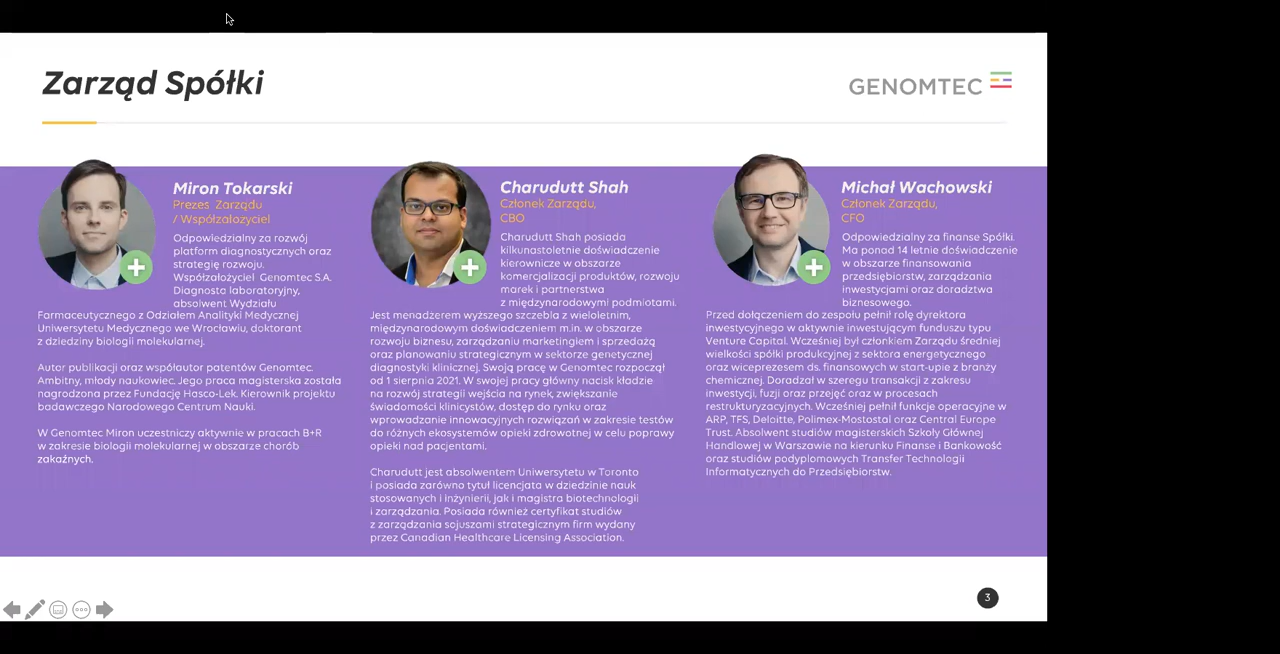 Zarząd Spółki
GENOMTEC
Miron Tokarski
Prezes Zarządu
/ Współzałozyciel
Odpowiedzialny za rozwój
platform diagnostycznych oraz
strategię rozwoju.
Współzałozyciel Genomtec S.A.
Diagnosta laboratoryjny,
absolwent Wydziału
Farmaceutycznego z Odziałem Analityki Medycznej
Uniwersytetu Medycznego we Wrocławiu, doktorant
z dziedziny biologii molekularnej.
Autor publikacji oraz współautor patentów Genomtec.
Ambitny, młody naukowiec. Jego praca magisterska została
nagrodzona przez Fundację Hasco-Lek. Kierownik projektu
badawczego Narodowego Centrum Nauki.
W Genomtec Miron uczestniczy aktywnie w pracach B+R
w zakresie biologii molekularnej w obszarze chorób
zakaźnych.
Charudutt Shah
Członek Zarządu,
CBO
Charudutt Shah posiada
kilkunastoletnie doświadczenie
kierownicze w obszarze
komercjalizacji produktów, rozwoju
marek i partnerstwa
z międzynarodowymi podmiotami.
Jest menadżerem wyższego szczebla z wieloletnim,
międzynarodowym doświadczeniem m.in. w obszarze
rozwoju biznesu, zarządzaniu marketingiem i sprzedażą
oraz planowaniu strategicznym w sektorze genetycznej
diagnostyki klinicznej. Swoją pracę w Genomtec rozpoczął
od 1 sierpnia 2021. W swojej pracy główny nacisk kładzie
na rozwój strategii wejścia na rynek, zwiększanie
świadomości klinicystów, dostęp do rynku oraz
wprowadzanie innowacyjnych rozwiązań w zakresie testów
do różnych ekosystemów opieki zdrowotnej w celu poprawy
opieki nad pacjentami.
Charudutt jest absolwentem Uniwersytetu w Toronto
i posiada zarówno tytuł licencjata w dziedzinie nauk
stosowanych i inżynierii, jak i magistra biotechnologii
i zarządzania. Posiada również certyfikat studiów
z zarządzania sojuszami strategicznym firm wydany
przez Canadian Healthcare Licensing Association.
Michał Wachowski
Członek Zarządu,
CFO
Odpowiedzialny za finanse Spółki.
Ma ponad 14 letnie doświadczenie
w obszarze finansowania
przedsiębiorstw, zarządzania
inwestycjami oraz doradztwa
biznesowego.
Przed dołączeniem do zespołu pełnił rolę dyrektora
inwestycyjnego w aktywnie inwestującym funduszu typu
Venture Capital. Wcześniej był członkiem Zarządu średniej
wielkości spółki produkcyjnej z sektora energetycznego
oraz wiceprezesem ds. finansowych w start-upie z branży
chemicznej. Doradzał w szeregu transakcji z zakresu
inwestycji, fuzji oraz przejęć oraz w procesach
restrukturyzacyjnych. Wcześniej pełnił funkcje operacyjne w
ARP, TFS, Deloitte, Polimex-Mostostal oraz Central Europe
Trust. Absolwent studiów magisterskich Szkoły Głównej
Handlowej w Warszawie na kierunku Finanse i Bankowość
oraz studiów podyplomowych Transfer Technologii
Informatycznych do Przedsiębiorstw.
3